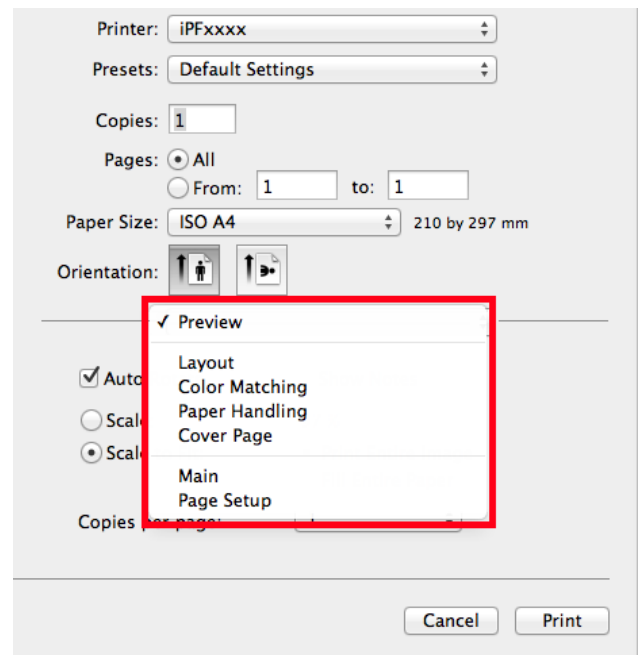 Printer: iPFxxxx
Presets: Default Settings
Copies: 1
Pages: All
From: 1 to: 1
Paper Size: ISO A4 210 by 297 mm
Orientation:
✓ Preview
Layout
Auto
Color Matching
Paper Handling
Scale
Cover Page
Scale
Main
Page Setup
Copies per page:
Cancel Print